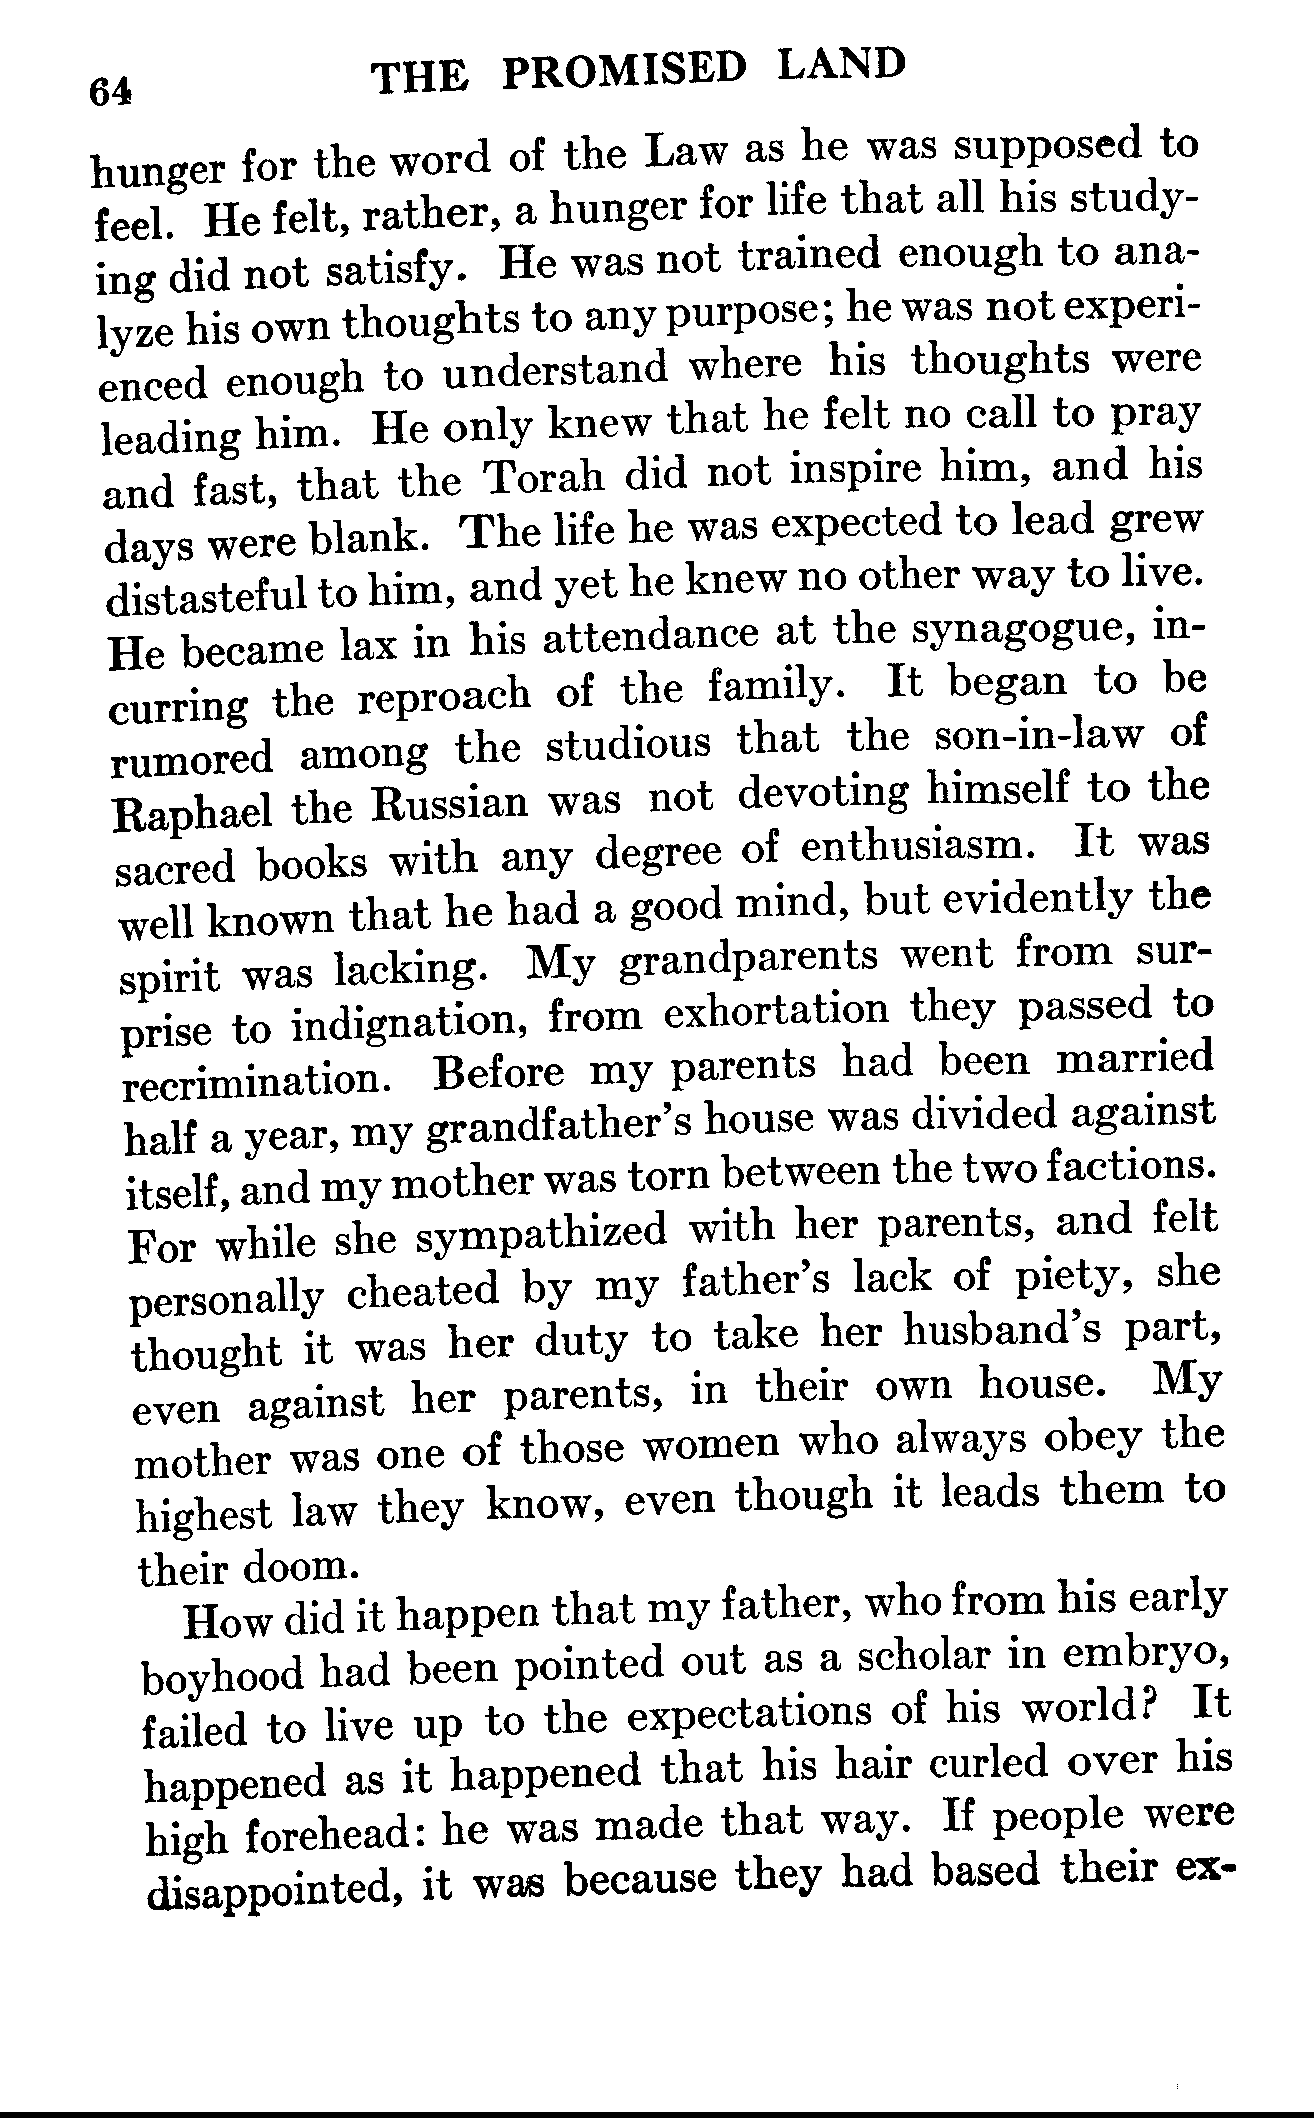 64 THE PROMISED LAND
hunger for the word of the Law as he was supposed to
feel. He felt, rather, a hunger for life that all his study-
ing did not satisfy. He was not trained enough to ana-
lyze his own thoughts to any purpose; he was not experi-
enced enough to understand where his thoughts were
leading him. He only knew that he felt no call to pray
and fast, that the Torah did not inspire him, and his
days were blank. The life he was expected to lead grew
distasteful to him, and yet he knew no other way to live.
He became lax in his attendance at the synagogue, in-
curring the reproach of the family. It began to be
rumored among the studious that the son-in-law of
Raphael the Russian was not devoting himself to the
sacred books with any degree of enthusiasm. It was
well known that he had a good mind, but evidently the
spirit was lacking. My grandparents went from sur-
prise to indignation, from exhortation they passed to
recrimination. Before my parents had been married
half a year, my grandfather's house was divided against
itself, and my mother was torn between the two factions.
For while she sympathized with her parents, and felt
personally cheated by my father's lack of piety, she
thought it was her duty to take her husband's part,
even against her parents, in their own house. My
mother was one of those women who always obey the
highest law they know, even though it leads them to
their doom.
How did it happen that my father, who from his early
boyhood had been pointed out as a scholar in embryo,
failed to live up to the expectations of his world? It
happened as it happened that his hair curled over his
high forehead: he was made that way. If people were
disappointed, it was because they had based their ex-